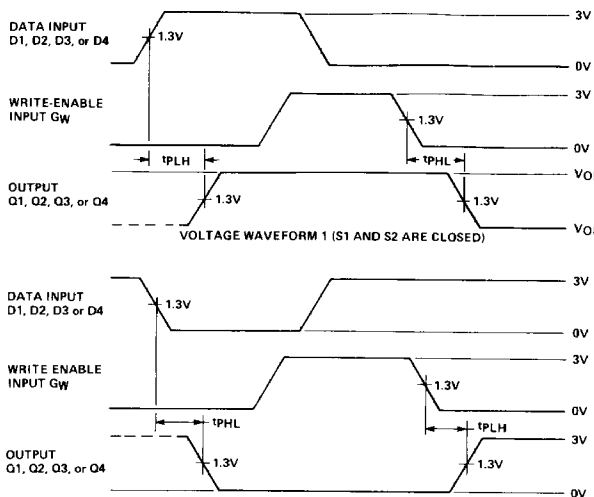 DATA INPUT
D1, D2, D3, or D4
1.3V
3V
0V
WRITE-ENABLE
INPUT GW
1.3V
3V
0V
tPLH
tPHL
OUTPUT
Q1, Q2, Q3, or Q4
1.3V
1.3V
VOLTAGE WAVEFORM 1 (S1 AND S2 ARE CLOSED)
DATA INPUT
D1, D2, D3 or D4
1.3V
3V
0V
WRITE ENABLE
INPUT GW
1.3V
3V
0V
tPHL
tPLH
OUTPUT
Q1, Q2, Q3, or Q4
1.3V
1.3V
3V
0V